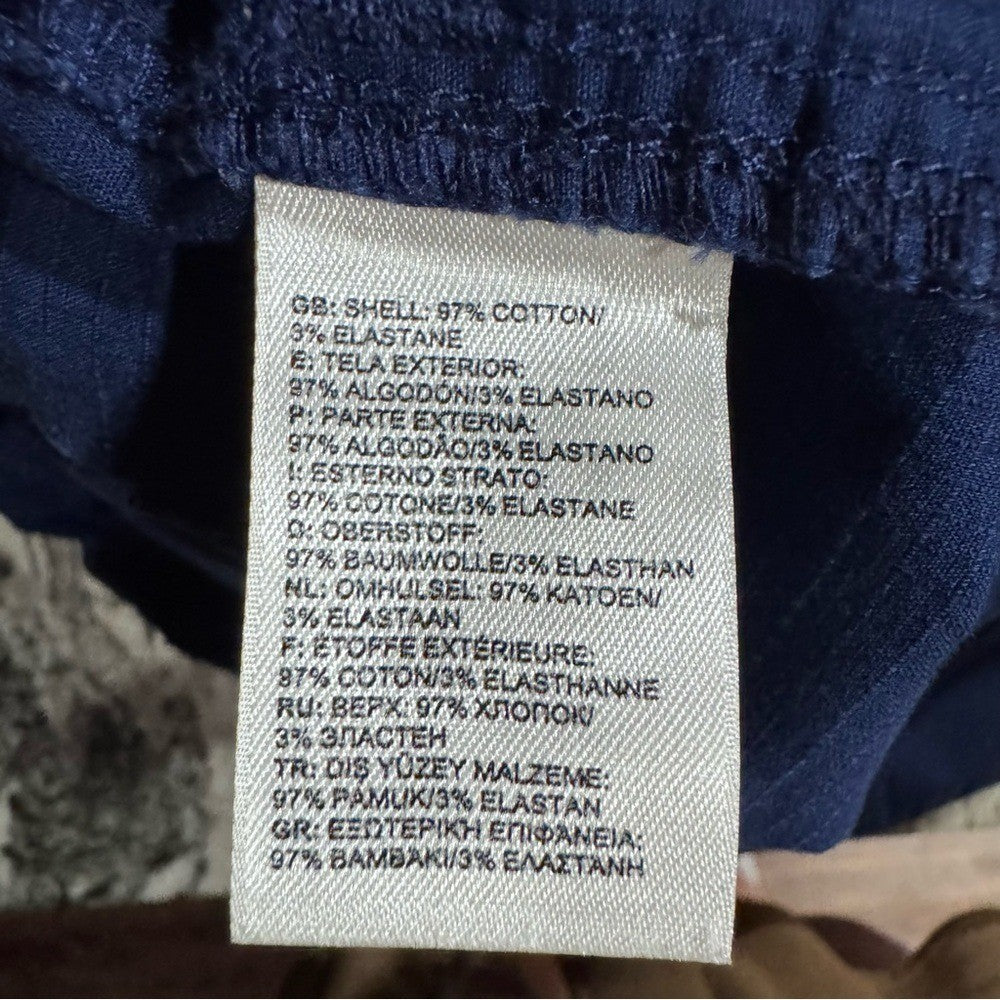 GB: SHELL: 97% COTTON/
3% ELASTANE
E: TELA EXTERIOR:
97% ALGODÓN/3% ELASTANO
P: PARTE EXTERNA:
97% ALGODÃO/3% ELASTANO
I: ESTERNO STRATO:
97% COTONE/3% ELASTANE
D: OBERSTOFF:
97% BAUMWOLLE/3% ELASTHAN
NL: OMHULSEL: 97% KATOEN/
3% ELASTAAN
F: ÉTOFFE EXTÉRIEURE:
97% COTON/3% ELASTHANNE
RU: ВЕРХ: 97% ХЛОПОК/
3% ЭЛАСТЕН
TR: DIŞ YÜZEY MALZEME:
97% PAMUK/3% ELASTAN
GR: ΕΞΩΤΕΡΙΚΗ ΕΠΙΦΑΝΕΙΑ:
97% ΒΑΜΒΑΚΙ/3% ΕΛΑΣΤΑΝΗ